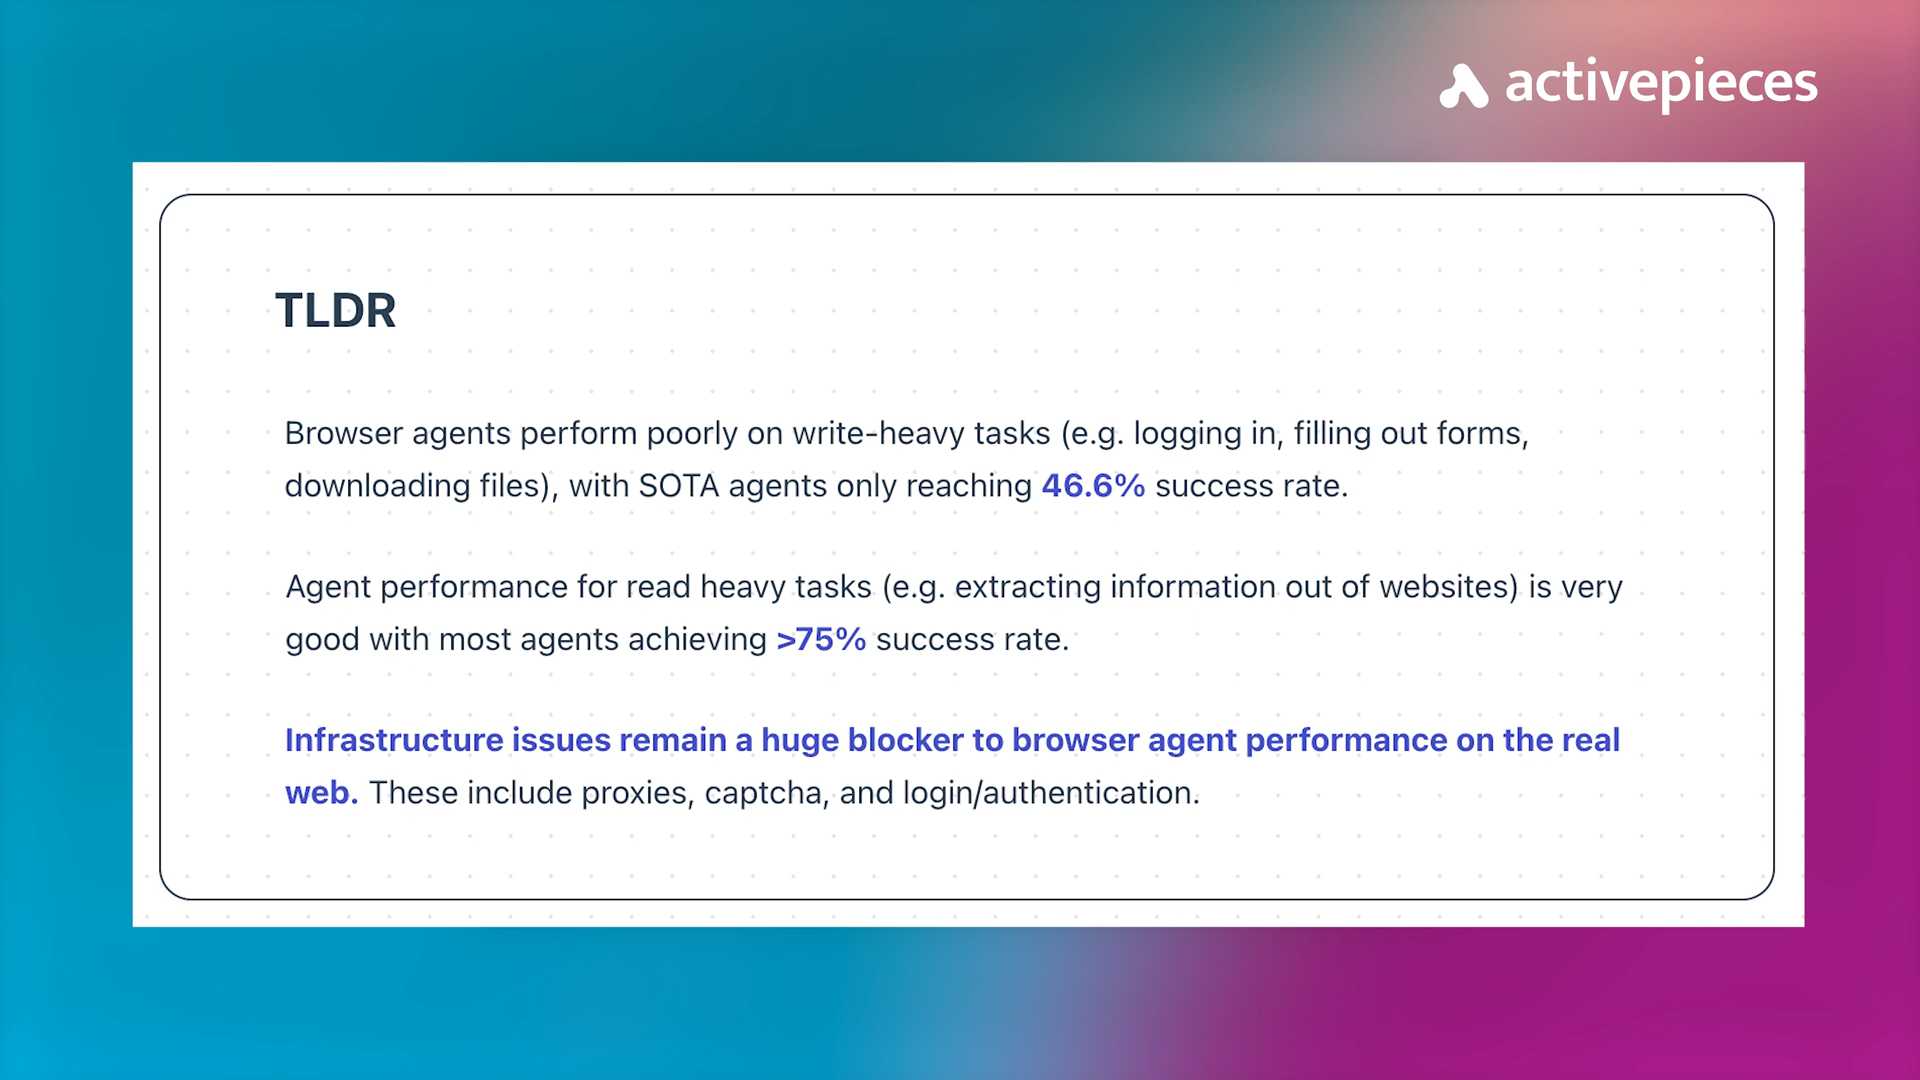 activepieces
TLDR
Browser agents perform poorly on write-heavy tasks (e.g. logging in, filling out forms,
downloading files), with SOTA agents only reaching 46.6% success rate.
Agent performance for read heavy tasks (e.g. extracting information out of websites) is very
good with most agents achieving >75% success rate.
Infrastructure issues remain a huge blocker to browser agent performance on the real
web. These include proxies, captcha, and login/authentication.